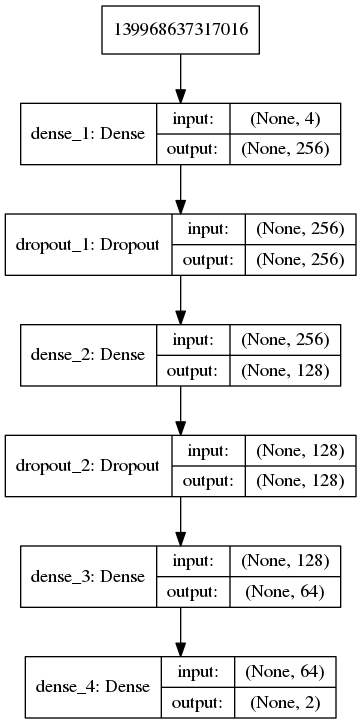 139968637317016
dense_1: Dense
input: (None, 4)
output: (None, 256)
dropout_1: Dropout
input: (None, 256)
output: (None, 256)
dense_2: Dense
input: (None, 256)
output: (None, 128)
dropout_2: Dropout
input: (None, 128)
output: (None, 128)
dense_3: Dense
input: (None, 128)
output: (None, 64)
dense_4: Dense
input: (None, 64)
output: (None, 2)